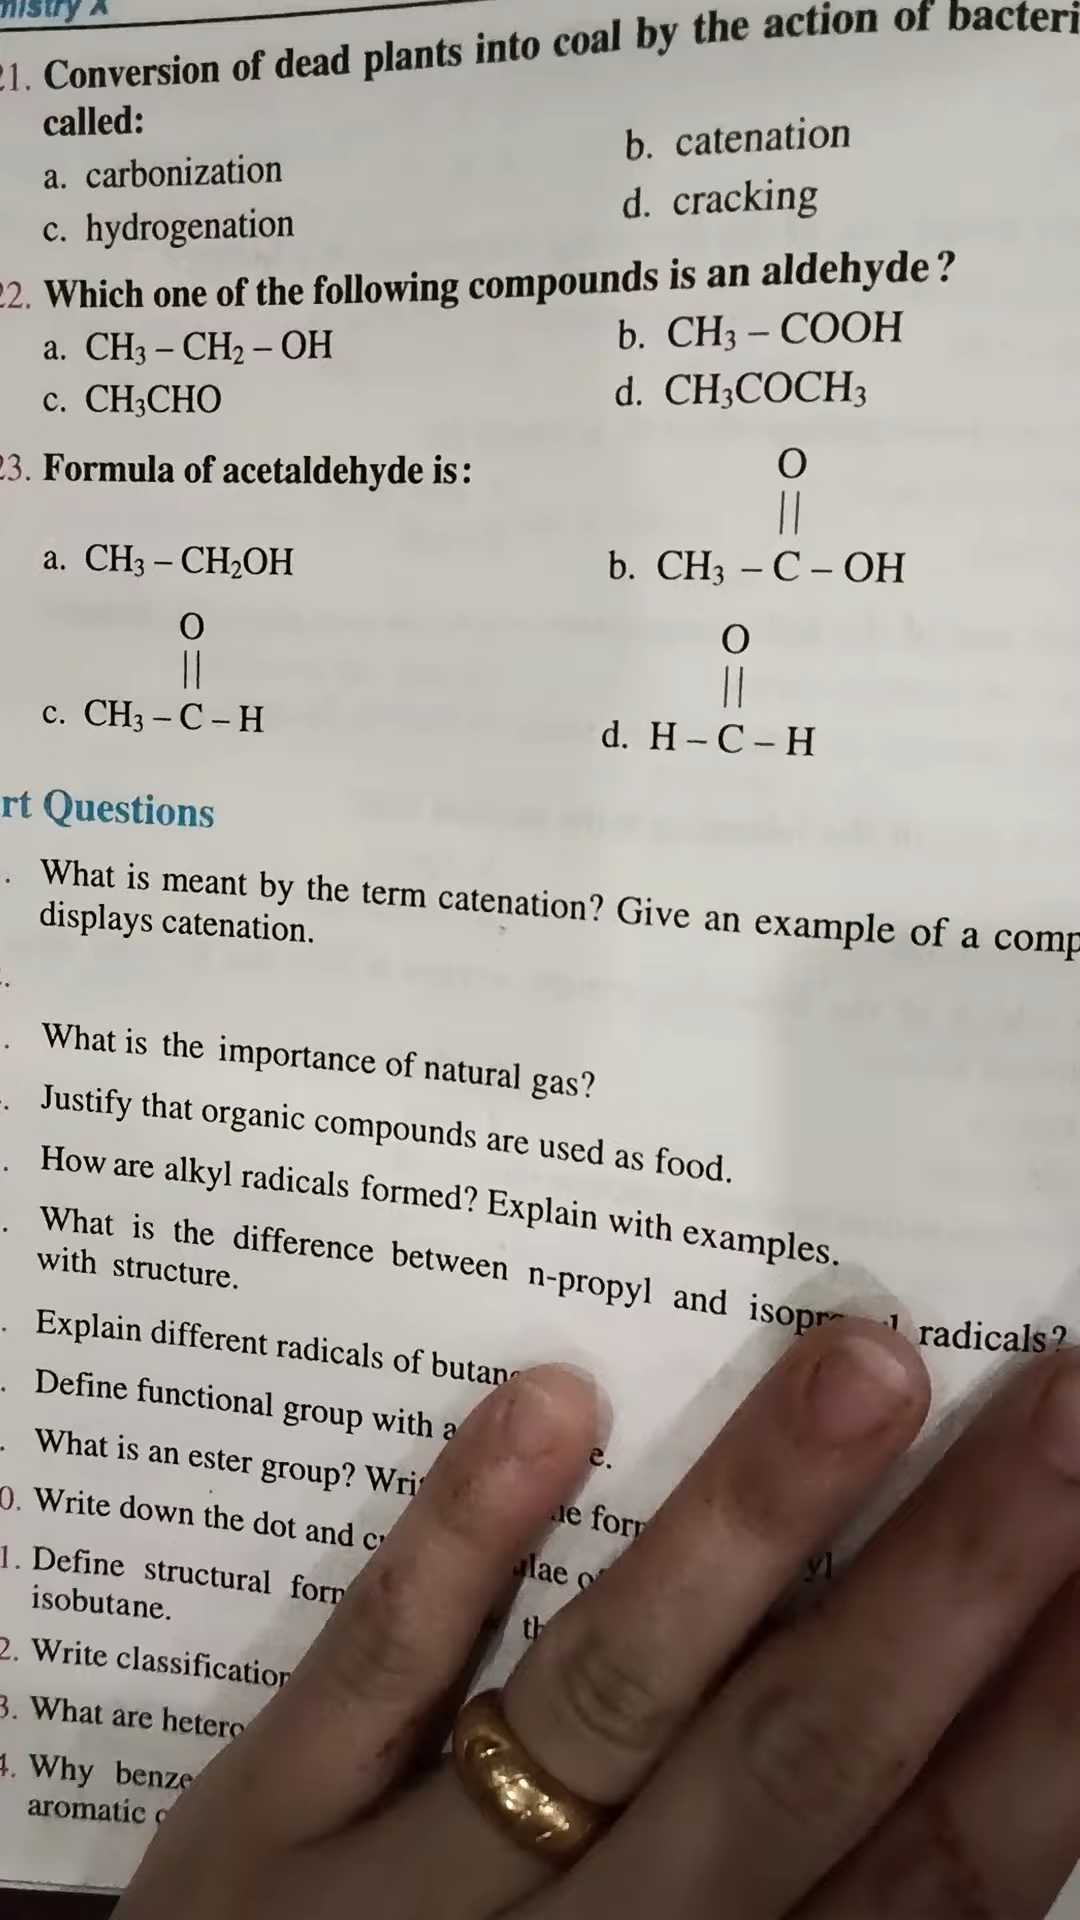 mistry X
21. Conversion of dead plants into coal by the action of bacteri
called:
a. carbonization
b. catenation
c. hydrogenation
d. cracking
22. Which one of the following compounds is an aldehyde?
a. CH₃ – CH₂ – OH
b. CH₃ – COOH
c. CH₃CHO
d. CH₃COCH₃
23. Formula of acetaldehyde is:
O
||
a. CH₃ – CH₂OH
b. CH₃ – C – OH
O
||
c. CH₃ – C – H
O
||
d. H – C – H
rt Questions
. What is meant by the term catenation? Give an example of a comp
displays catenation.
.
. What is the importance of natural gas?
. Justify that organic compounds are used as food.
. How are alkyl radicals formed? Explain with examples.
. What is the difference between n-propyl and radicals?
with structure.
. Explain different radicals of butan
. Define functional group with a e.
. What is an ester group? Wri
0. Write down the dot and
1. Define structural form
isobutane.
2. Write classification
3. What are hetero
4. Why benze
aromatic